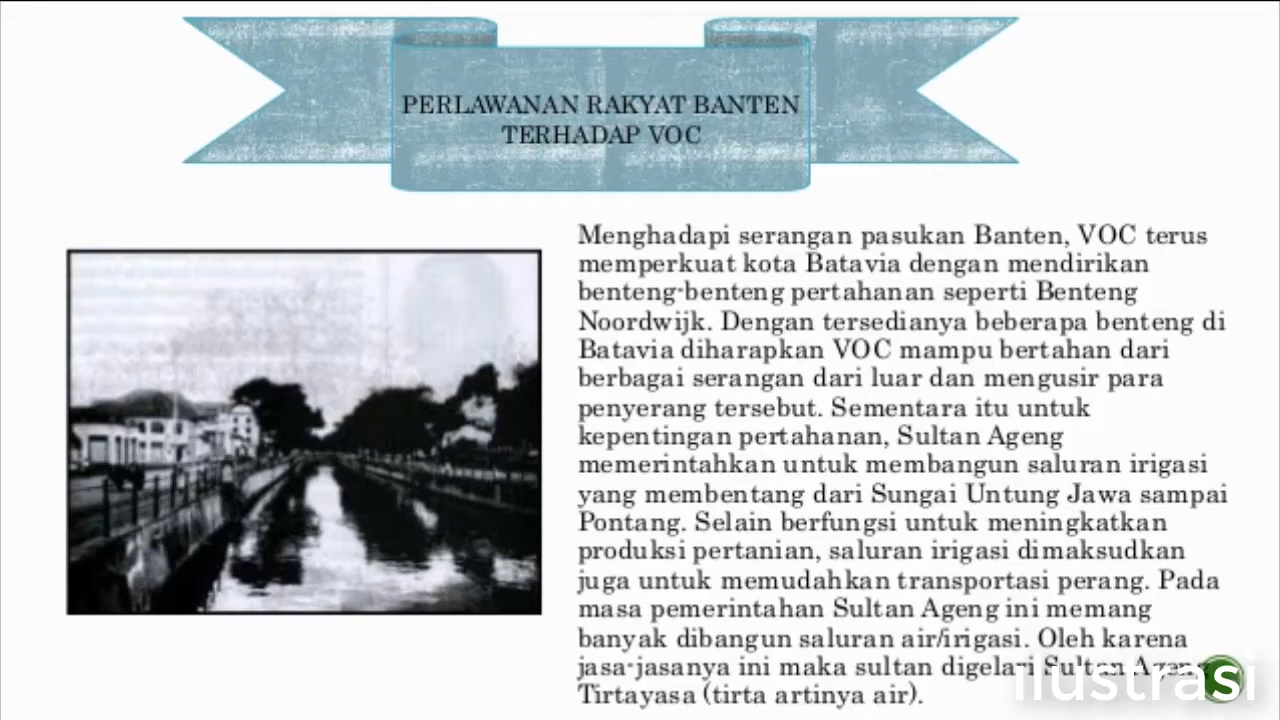 PERLAWANAN RAKYAT BANTEN
TERHADAP VOC
Menghadapi serangan pasukan Banten, VOC terus
memperkuat kota Batavia dengan mendirikan
benteng-benteng pertahanan seperti Benteng
Noordwijk. Dengan tersedianya beberapa benteng di
Batavia diharapkan VOC mampu bertahan dari
berbagai serangan dari luar dan mengusir para
penyerang tersebut. Sementara itu untuk
kepentingan pertahanan, Sultan Ageng
memerintahkan untuk membangun saluran irigasi
yang membentang dari Sungai Untung Jawa sampai
Pontang. Selain berfungsi untuk meningkatkan
produksi pertanian, saluran irigasi dimaksudkan
juga untuk memudahkan transportasi perang. Pada
masa pemerintahan Sultan Ageng ini memang
banyak dibangun saluran air/irigasi. Oleh karena
jasa-jasanya ini maka sultan digelari Sultan Ageng
Tirtayasa (tirta artinya air).
ilustrasi